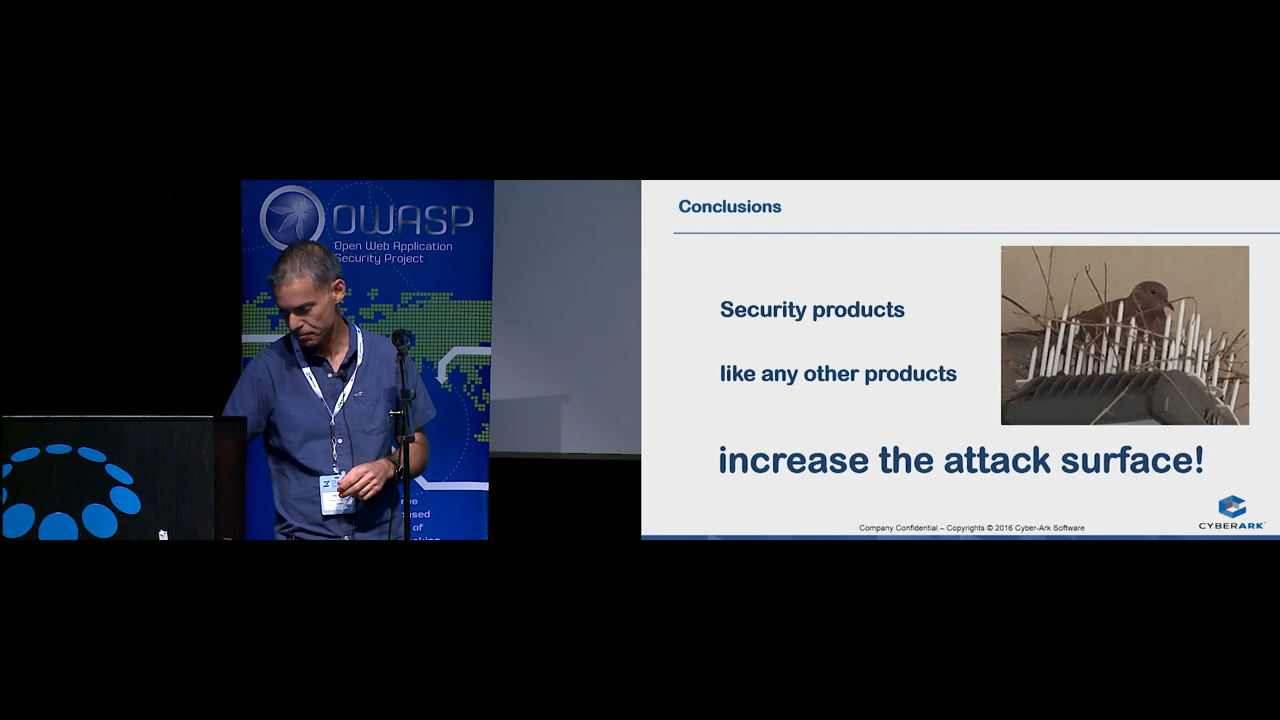 OWASP
Open Web Application
Security Project
Conclusions
Security products
like any other products
increase the attack surface!
Company Confidential – Copyrights © 2016 Cyber-Ark Software
CYBERARK
of